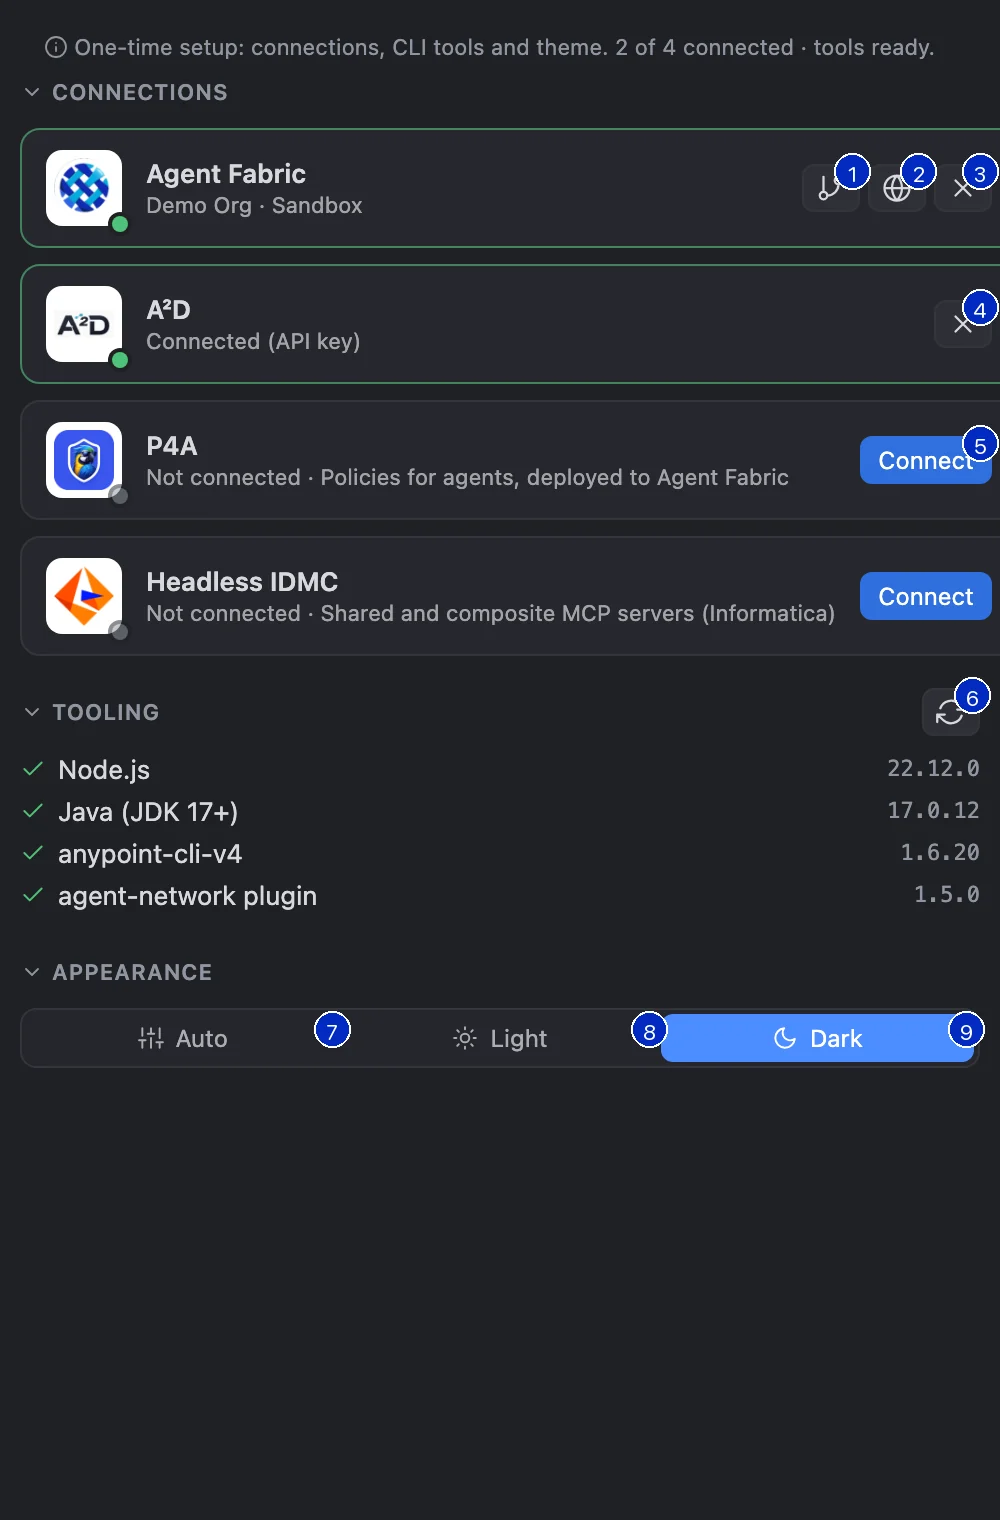 One-time setup: connections, CLI tools and theme. 2 of 4 connected · tools ready.
CONNECTIONS
Agent Fabric
Demo Org · Sandbox
1
2
3
A²D
A²D
Connected (API key)
4
P4A
Not connected · Policies for agents, deployed to Agent Fabric
Connect
5
Headless IDMC
Not connected · Shared and composite MCP servers (Informatica)
Connect
TOOLING
6
Node.js 22.12.0
Java (JDK 17+) 17.0.12
anypoint-cli-v4 1.6.20
agent-network plugin 1.5.0
APPEARANCE
Auto 7 Light 8 Dark 9